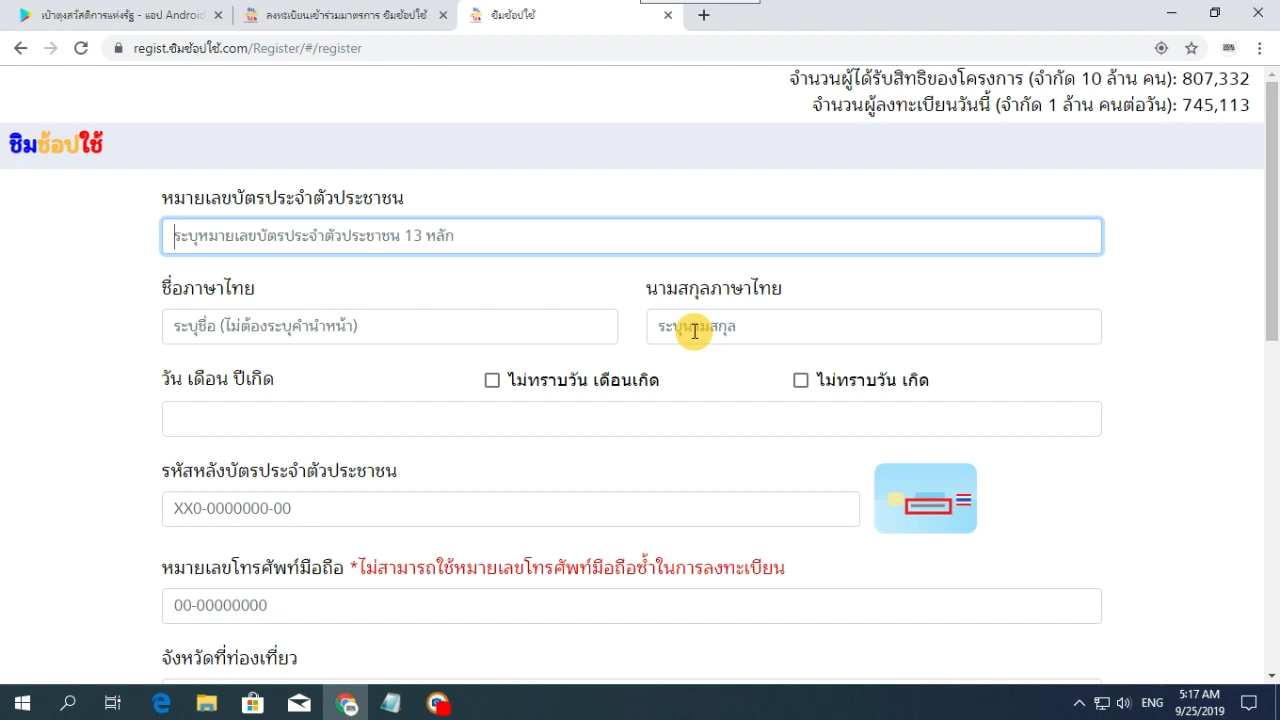 เป๋าตุงสวัสดิการแห่งรัฐ - แอป Android
ลงทะเบียนเข้าร่วมมาตรการ ชิมช้อปใช้
ชิมช้อปใช้
regist.ชิมช้อปใช้.com/Register/#/register
จำนวนผู้ได้รับสิทธิของโครงการ (จำกัด 10 ล้าน คน): 807,332
จำนวนผู้ลงทะเบียนวันนี้ (จำกัด 1 ล้าน คนต่อวัน): 745,113
ชิมช้อปใช้
หมายเลขบัตรประจำตัวประชาชน
ระบุหมายเลขบัตรประจำตัวประชาชน 13 หลัก
ชื่อภาษาไทย
นามสกุลภาษาไทย
ระบุชื่อ (ไม่ต้องระบุคำนำหน้า)
ระบุนามสกุล
วัน เดือน ปีเกิด
ไม่ทราบวัน เดือนเกิด
ไม่ทราบวัน เกิด
รหัสหลังบัตรประจำตัวประชาชน
XX0-0000000-00
หมายเลขโทรศัพท์มือถือ *ไม่สามารถใช้หมายเลขโทรศัพท์มือถือซ้ำในการลงทะเบียน
00-00000000
จังหวัดที่ท่องเที่ยว
ENG
5:17 AM
9/25/2019